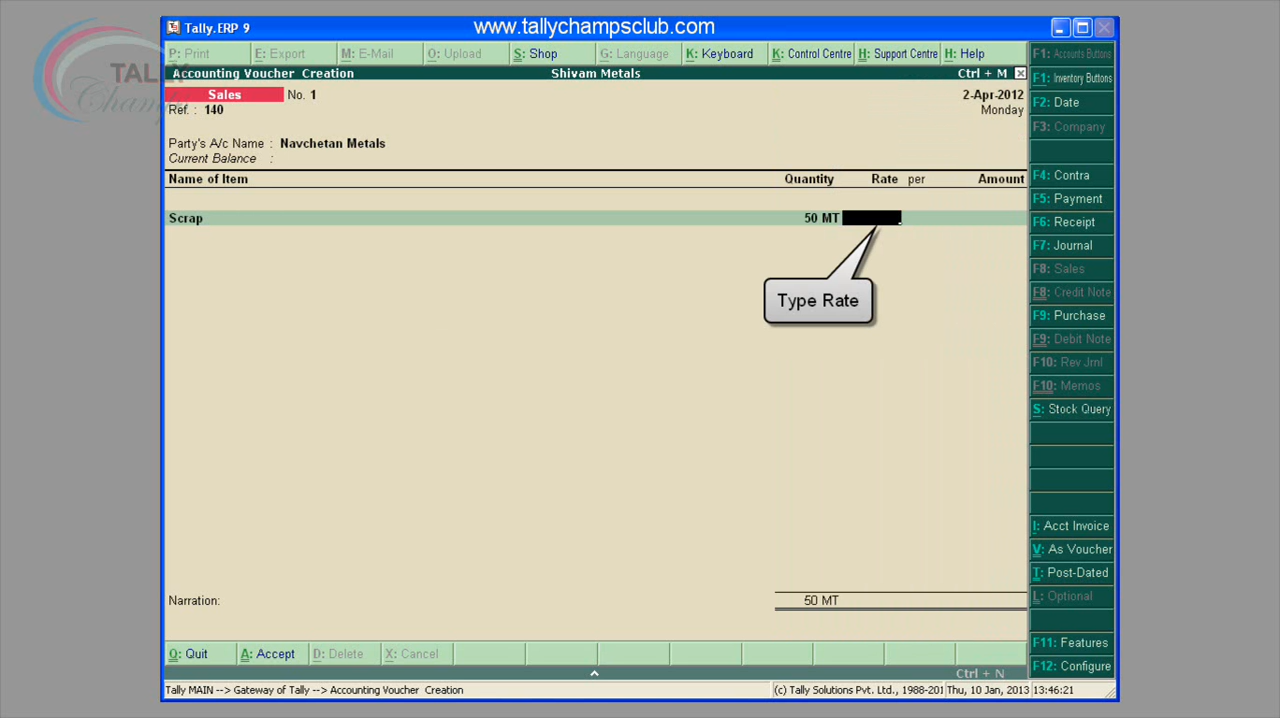 www.tallychampsclub.com
Tally.ERP 9
TALLY
Champs
P: Print E: Export M: E-Mail O: Upload S: Shop G: Language K: Keyboard K: Control Centre H: Support Centre H: Help
Accounting Voucher Creation Shivam Metals Ctrl + M
Sales No. 1 2-Apr-2012
Ref. : 140 Monday
Party's A/c Name : Navchetan Metals
Current Balance :
Name of Item Quantity Rate per Amount
Scrap 50 MT
Type Rate
Narration: 50 MT
Q: Quit A: Accept D: Delete X: Cancel
Ctrl + N
Tally MAIN --> Gateway of Tally --> Accounting Voucher Creation (c) Tally Solutions Pvt. Ltd., 1988-201 Thu, 10 Jan, 2013 13:46:21
F1: Accounts Buttons
F1: Inventory Buttons
F2: Date
F3: Company
F4: Contra
F5: Payment
F6: Receipt
F7: Journal
F8: Sales
F8: Credit Note
F9: Purchase
F9: Debit Note
F10: Rev Jrnl
F10: Memos
S: Stock Query
I: Acct Invoice
V: As Voucher
T: Post-Dated
L: Optional
F11: Features
F12: Configure